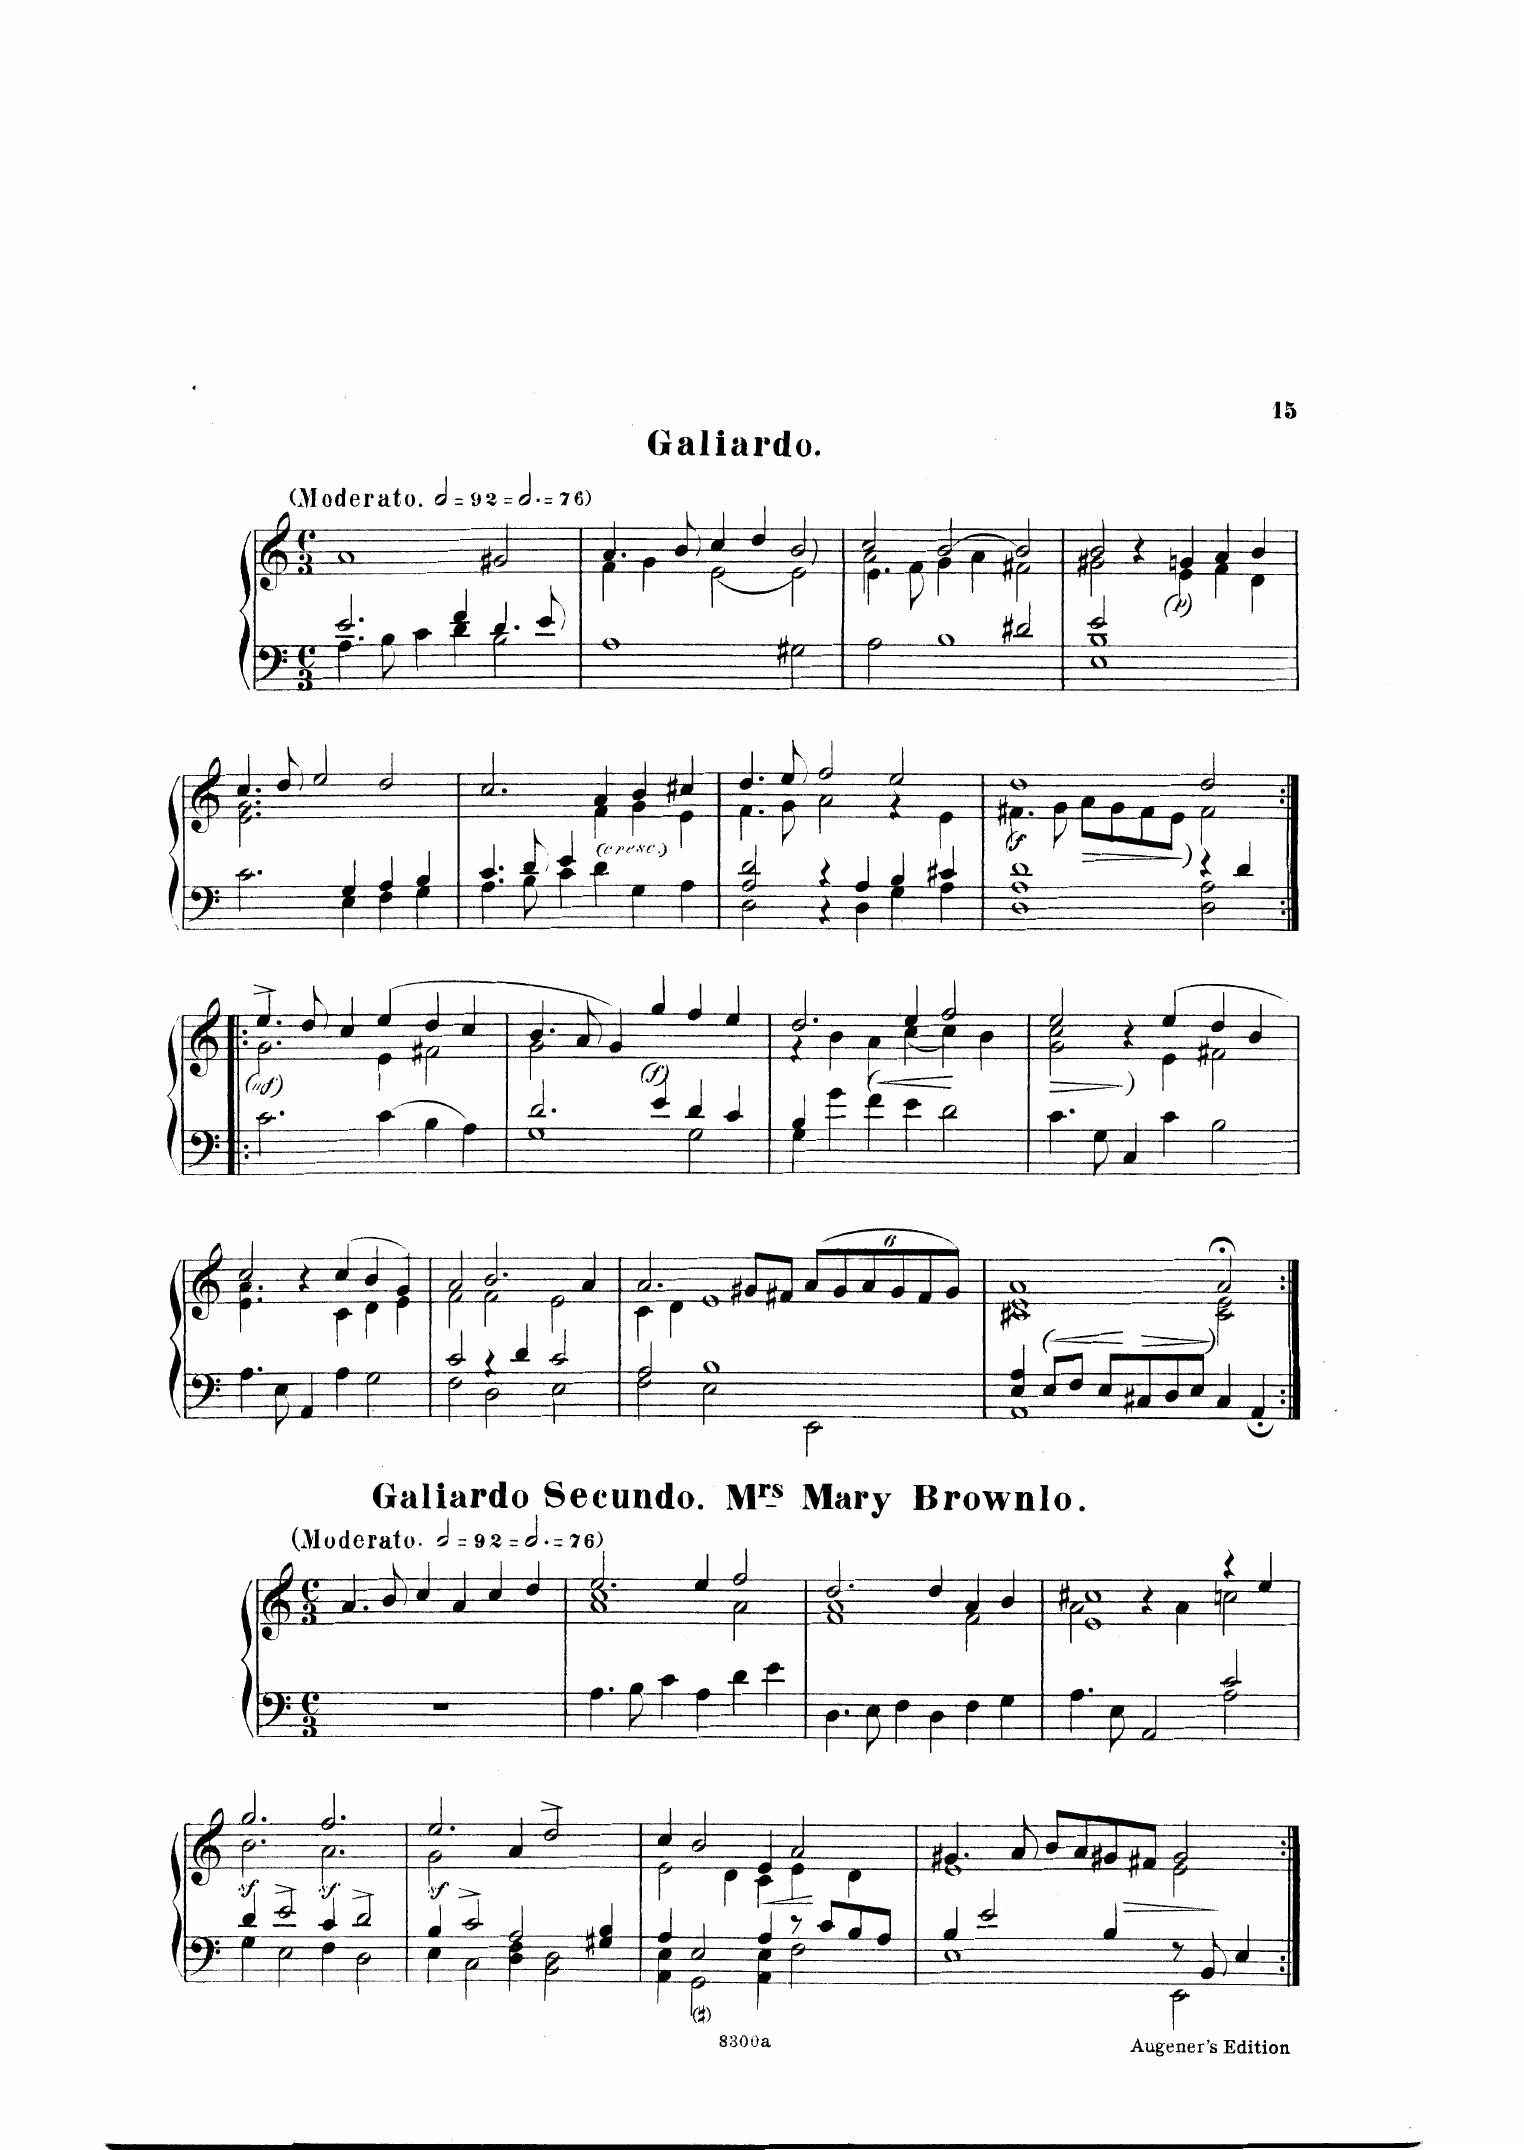 15
Galiardo.
(Moderato. 𝅗𝅥 = 92 = 𝅗𝅥. = 76)
(p)
(cresc.)
(f
)
(mf)
(f)
6
Galiardo Secundo. Mrs Mary Brownlo.
(Moderato. 𝅗𝅥 = 92 = 𝅗𝅥. = 76)
sf sf sf
8300a
Augener's Edition